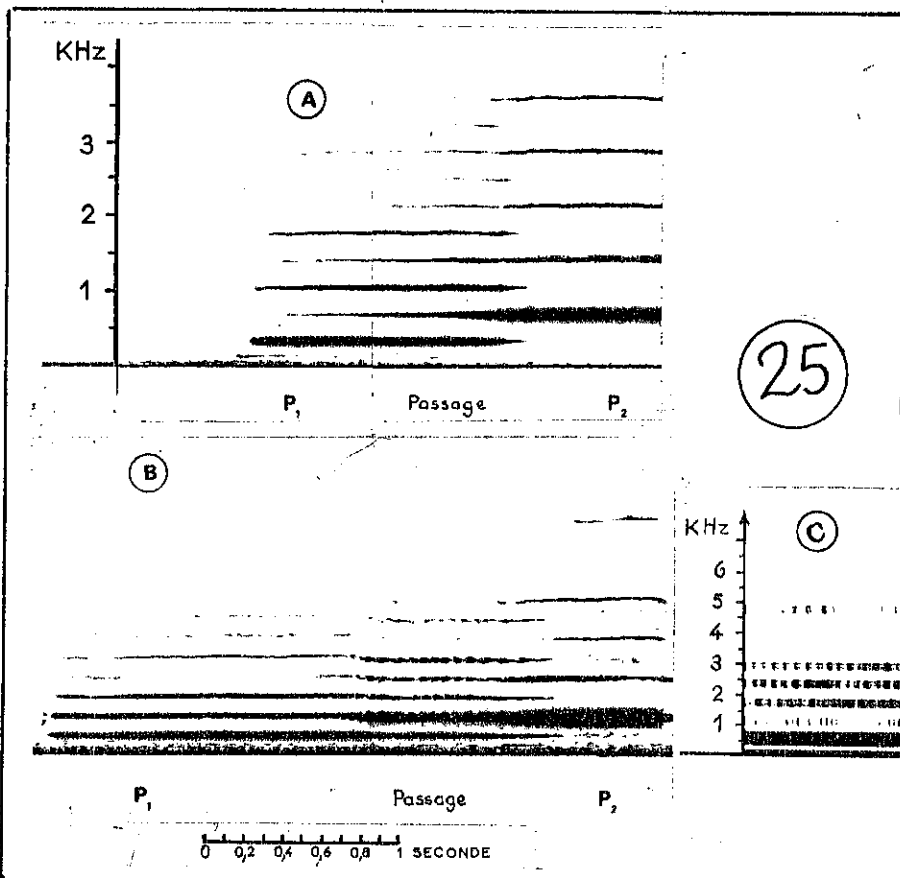 KHz
A
3
2
1
P₁ Passage P₂
25
B
KHz
C
6
5
4
3
2
1
P₁ Passage P₂
0 0,2 0,4 0,6 0,8 1 SECONDE